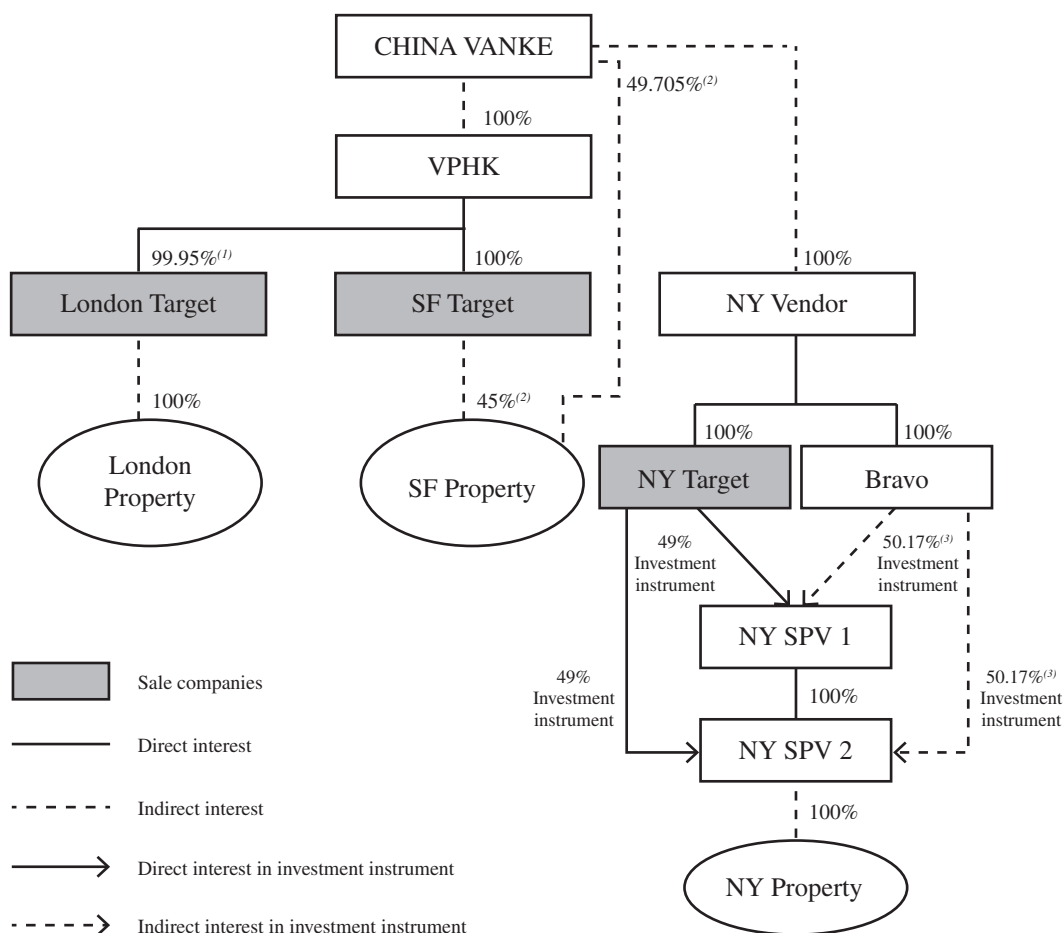 CHINA VANKE
49.705%(2)
100%
VPHK
99.95%(1)
100%
100%
London Target
SF Target
NY Vendor
100%
45%(2)
London
Property
SF Property
100%
100%
NY Target
Bravo
49%
Investment
instrument
50.17%(3)
Investment
instrument
NY SPV 1
49%
Investment
instrument
100%
50.17%(3)
Investment
instrument
NY SPV 2
100%
NY Property
Sale companies
Direct interest
Indirect interest
Direct interest in investment instrument
Indirect interest in investment instrument